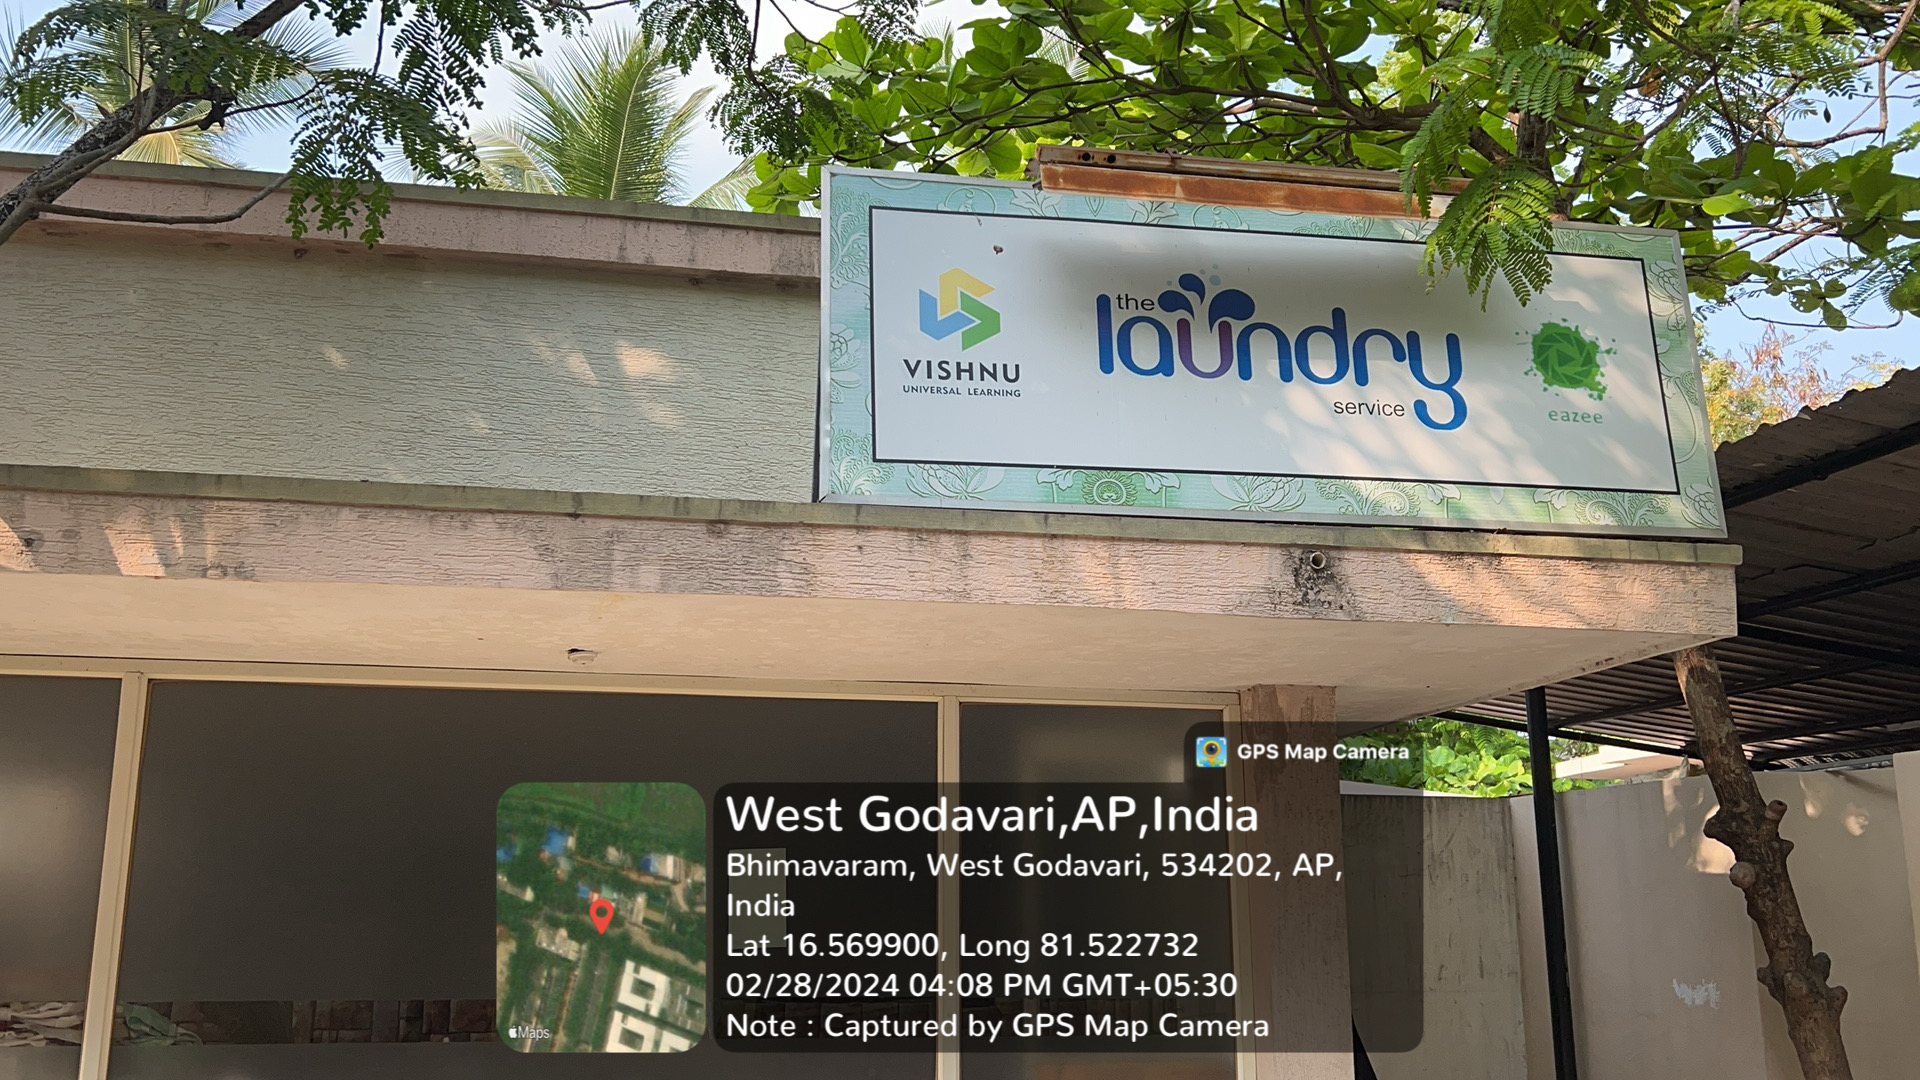 the
laundry
service
VISHNU
UNIVERSAL LEARNING
eazee
GPS Map Camera
West Godavari,AP,India
Bhimavaram, West Godavari, 534202, AP,
India
Lat 16.569900, Long 81.522732
02/28/2024 04:08 PM GMT+05:30
Note : Captured by GPS Map Camera
Maps